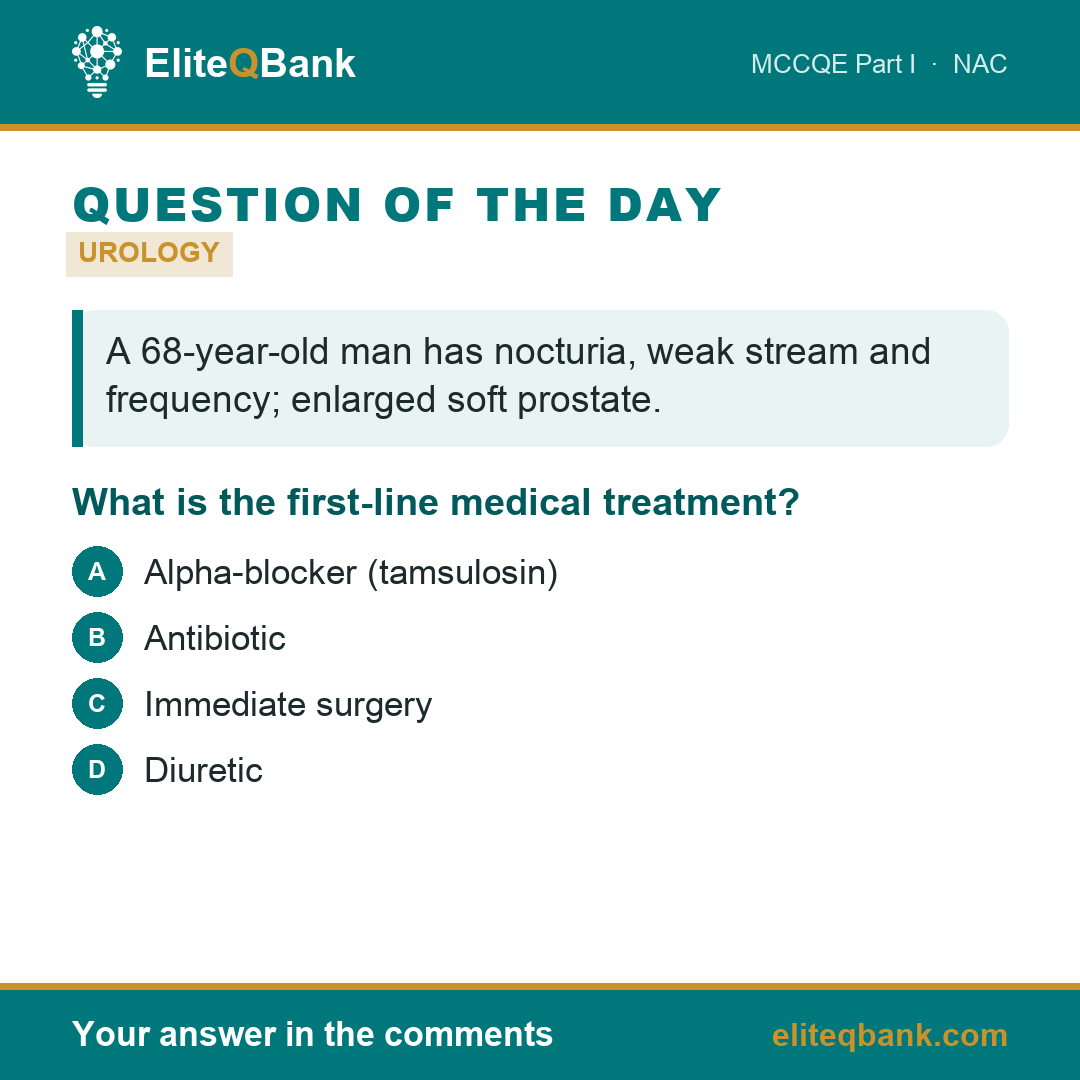 EliteQBank
MCCQE Part I · NAC
QUESTION OF THE DAY
UROLOGY
A 68-year-old man has nocturia, weak stream and
frequency; enlarged soft prostate.
What is the first-line medical treatment?
A Alpha-blocker (tamsulosin)
B Antibiotic
C Immediate surgery
D Diuretic
Your answer in the comments
eliteqbank.com